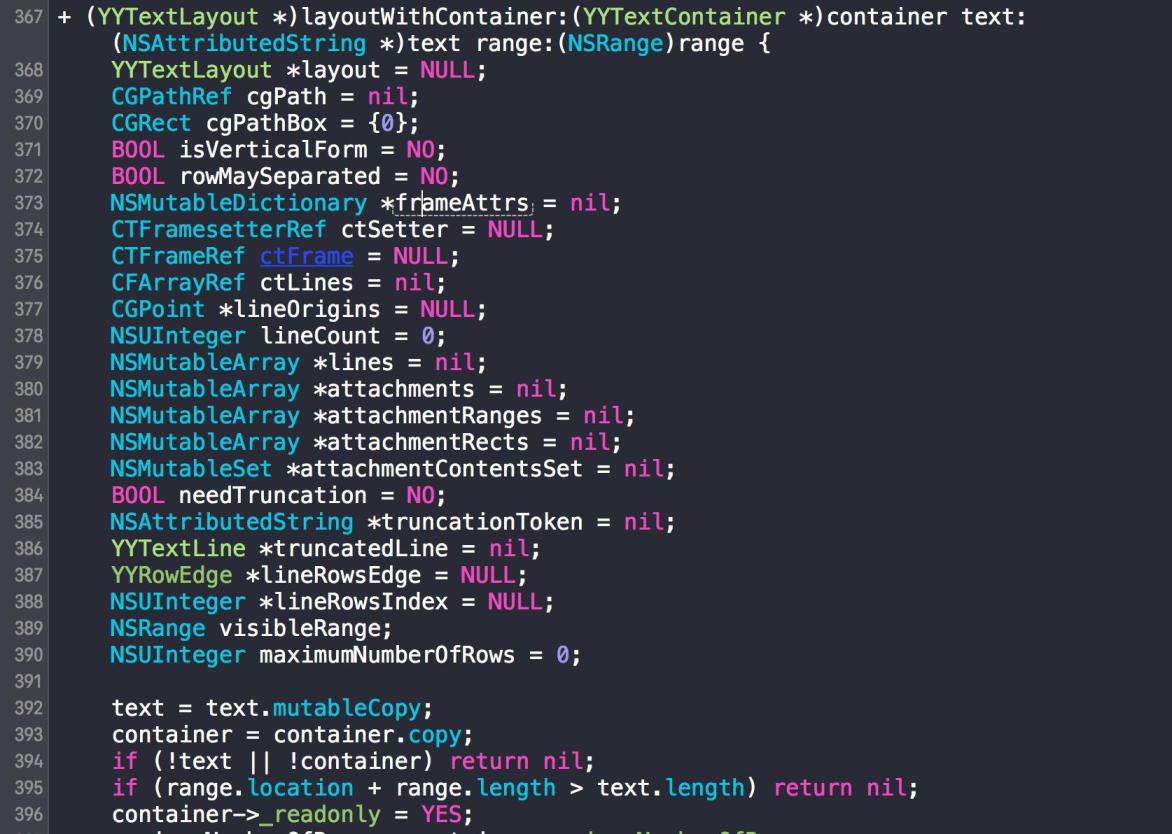 367 + (YYTextLayout *)layoutWithContainer:(YYTextContainer *)container text:
(NSAttributedString *)text range:(NSRange)range {
368 YYTextLayout *layout = NULL;
369 CGPathRef cgPath = nil;
370 CGRect cgPathBox = {0};
371 BOOL isVerticalForm = NO;
372 BOOL rowMaySeparated = NO;
373 NSMutableDictionary *frameAttrs = nil;
374 CTFramesetterRef ctSetter = NULL;
375 CTFrameRef ctFrame = NULL;
376 CFArrayRef ctLines = nil;
377 CGPoint *lineOrigins = NULL;
378 NSUInteger lineCount = 0;
379 NSMutableArray *lines = nil;
380 NSMutableArray *attachments = nil;
381 NSMutableArray *attachmentRanges = nil;
382 NSMutableArray *attachmentRects = nil;
383 NSMutableSet *attachmentContentsSet = nil;
384 BOOL needTruncation = NO;
385 NSAttributedString *truncationToken = nil;
386 YYTextLine *truncatedLine = nil;
387 YYRowEdge *lineRowsEdge = NULL;
388 NSUInteger *lineRowsIndex = NULL;
389 NSRange visibleRange;
390 NSUInteger maximumNumberOfRows = 0;
391
392 text = text.mutableCopy;
393 container = container.copy;
394 if (!text || !container) return nil;
395 if (range.location + range.length > text.length) return nil;
396 container->_readonly = YES;